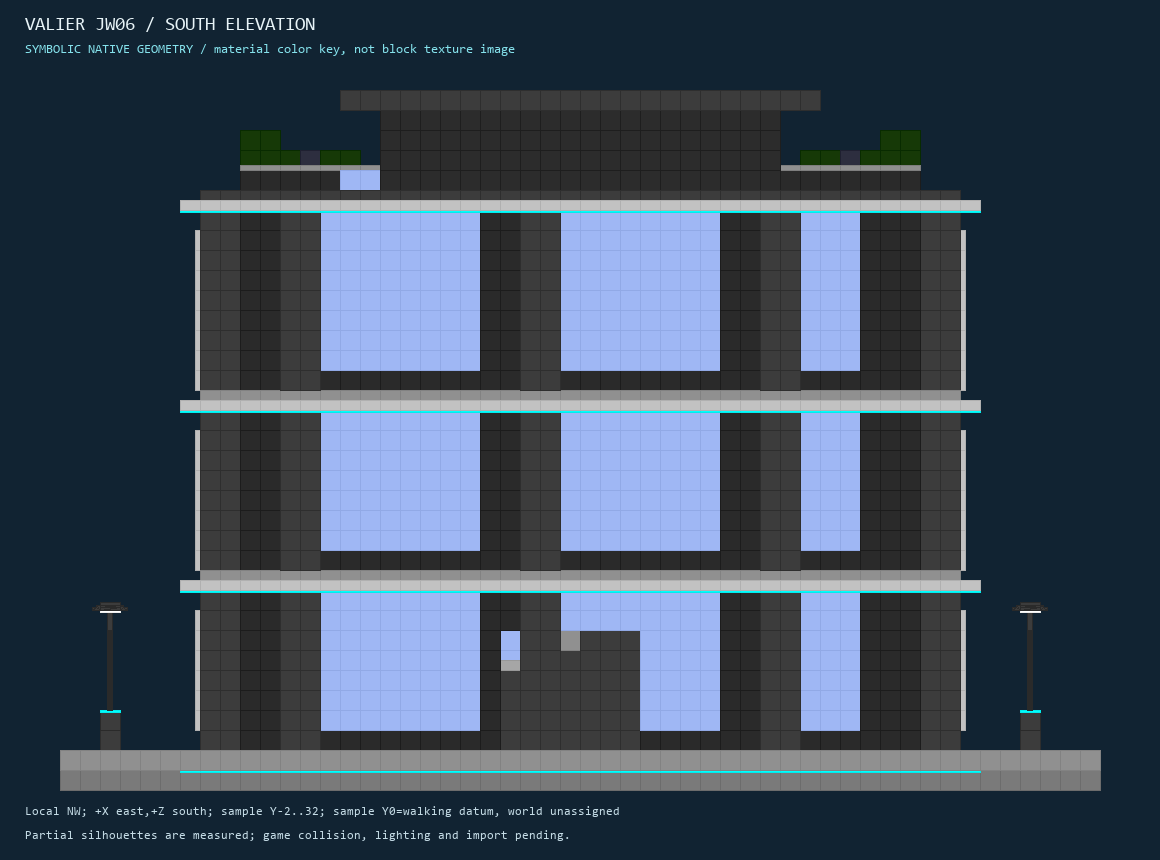 VALIER JW06 / SOUTH ELEVATION
SYMBOLIC NATIVE GEOMETRY / material color key, not block texture image
Local NW; +X east,+Z south; sample Y-2..32; sample Y0=walking datum, world unassigned
Partial silhouettes are measured; game collision, lighting and import pending.